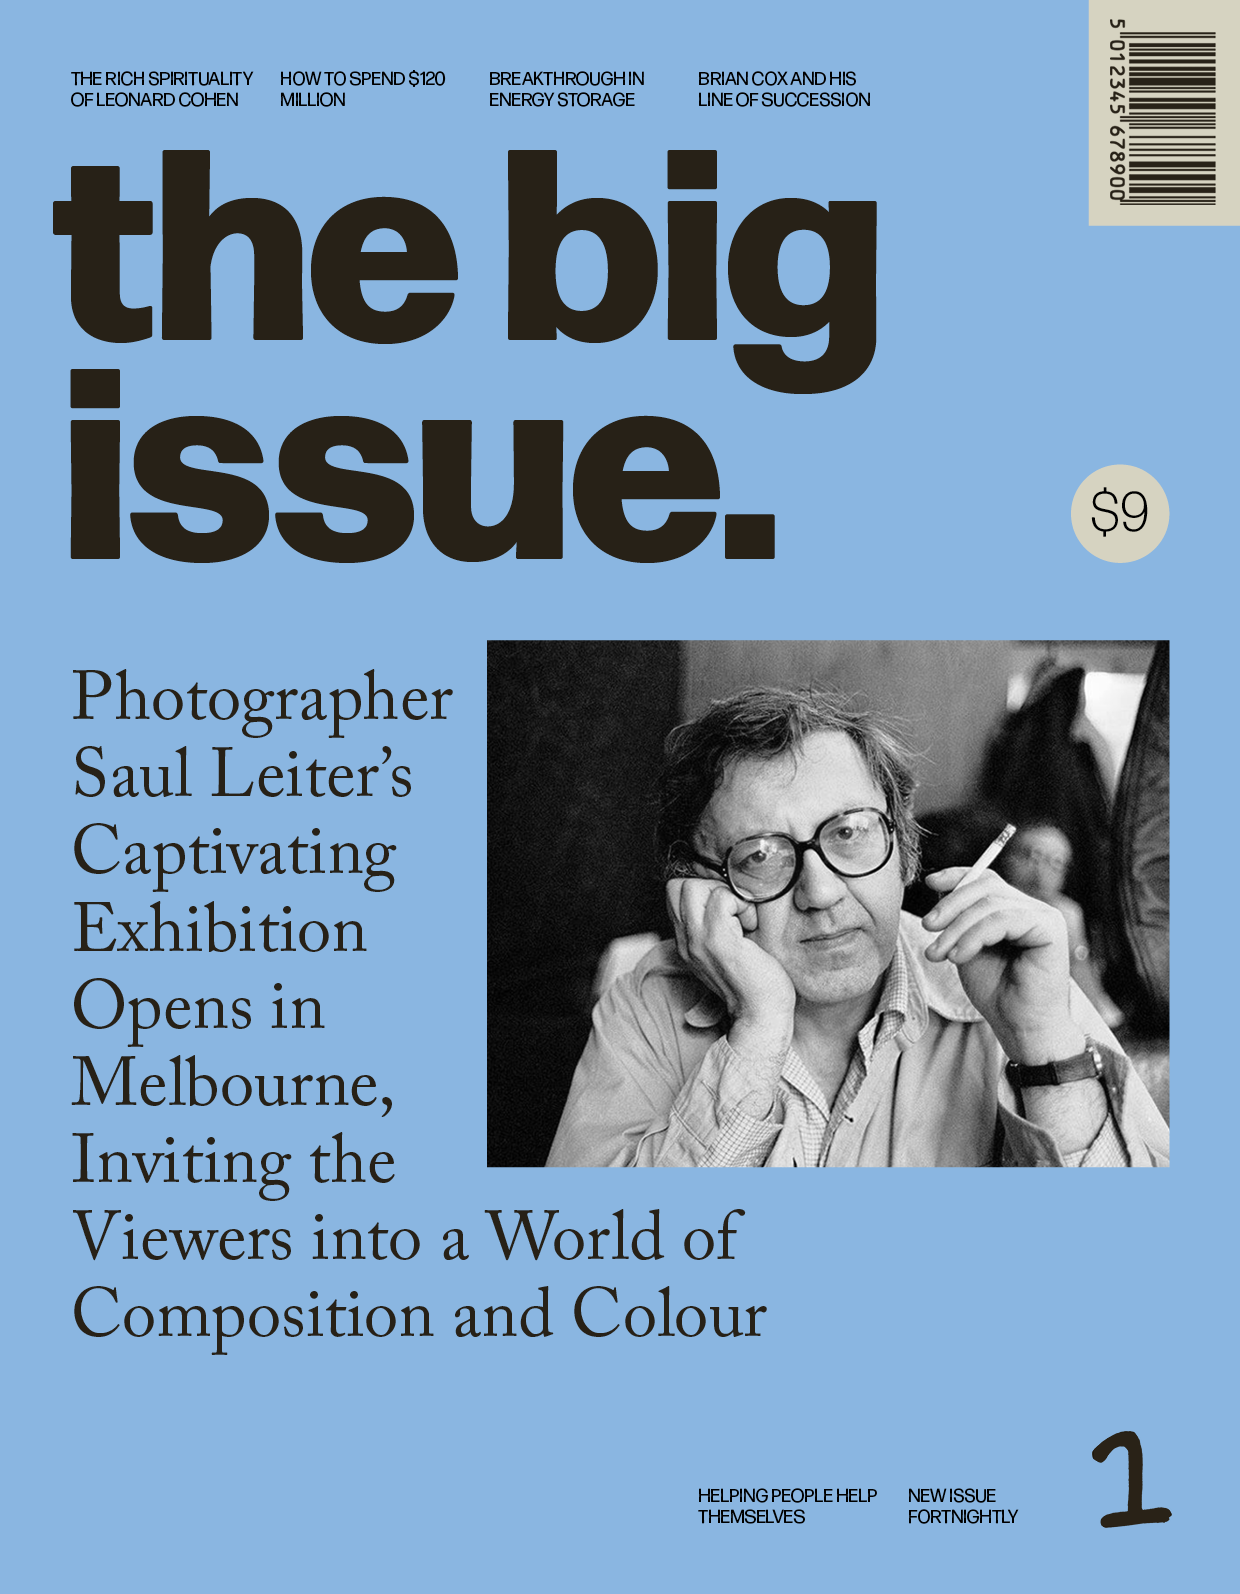 THE RICH SPIRITUALITY
OF LEONARD COHEN
HOW TO SPEND $120
MILLION
BREAKTHROUGH IN
ENERGY STORAGE
BRIAN COX AND HIS
LINE OF SUCCESSION
5 012345 678900
the big
issue.
$9
Photographer
Saul Leiter’s
Captivating
Exhibition
Opens in
Melbourne,
Inviting the
Viewers into a World of
Composition and Colour
HELPING PEOPLE HELP
THEMSELVES
NEW ISSUE
FORTNIGHTLY
1